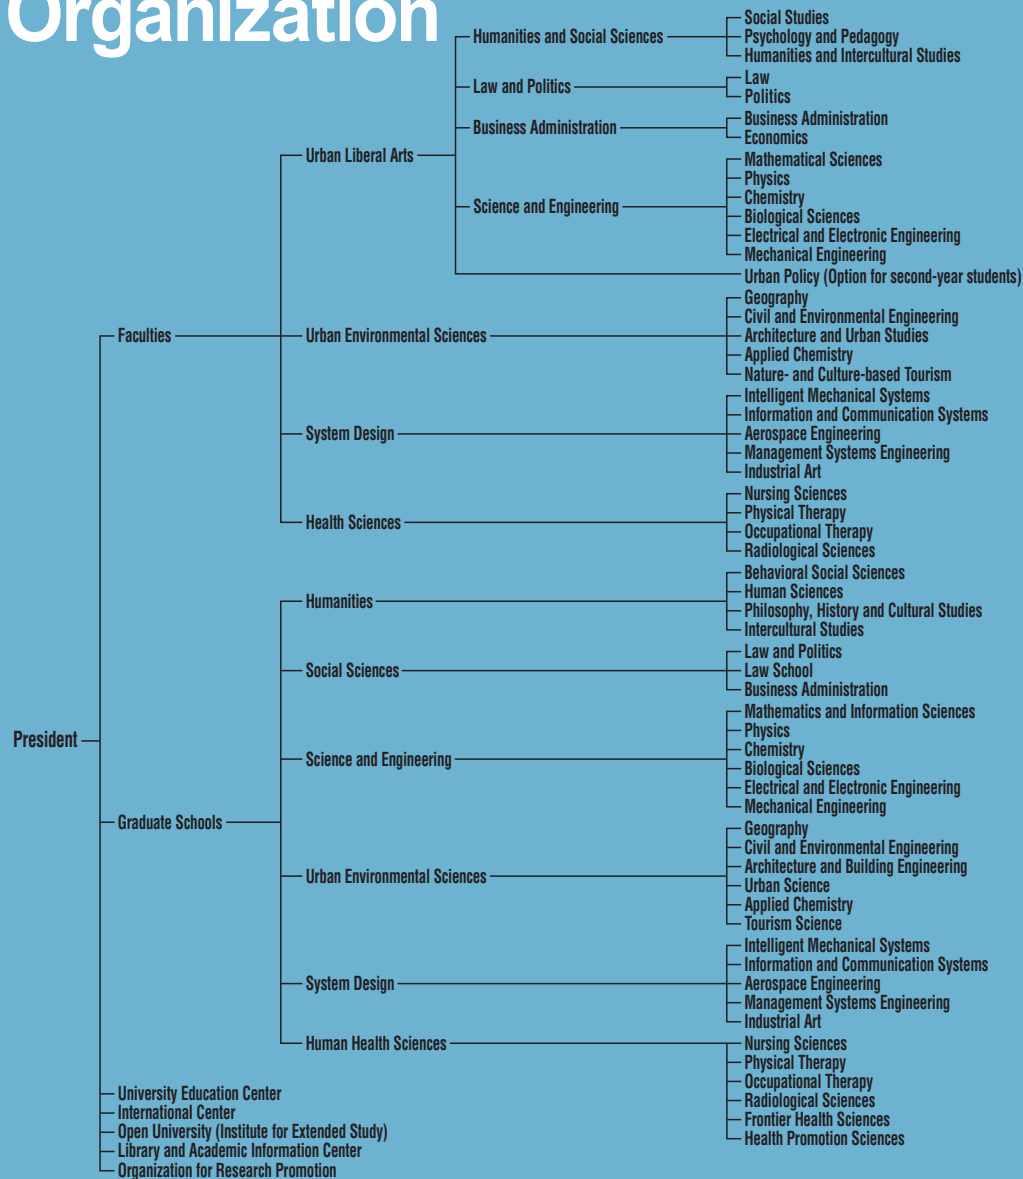 Organization
President
Faculties
Urban Liberal Arts
Humanities and Social Sciences
Social Studies
Psychology and Pedagogy
Humanities and Intercultural Studies
Law and Politics
Law
Politics
Business Administration
Business Administration
Economics
Science and Engineering
Mathematical Sciences
Physics
Chemistry
Biological Sciences
Electrical and Electronic Engineering
Mechanical Engineering
Urban Policy (Option for second-year students)
Urban Environmental Sciences
Geography
Civil and Environmental Engineering
Architecture and Urban Studies
Applied Chemistry
Nature- and Culture-based Tourism
System Design
Intelligent Mechanical Systems
Information and Communication Systems
Aerospace Engineering
Management Systems Engineering
Industrial Art
Health Sciences
Nursing Sciences
Physical Therapy
Occupational Therapy
Radiological Sciences
Graduate Schools
Humanities
Behavioral Social Sciences
Human Sciences
Philosophy, History and Cultural Studies
Intercultural Studies
Social Sciences
Law and Politics
Law School
Business Administration
Science and Engineering
Mathematics and Information Sciences
Physics
Chemistry
Biological Sciences
Electrical and Electronic Engineering
Mechanical Engineering
Urban Environmental Sciences
Geography
Civil and Environmental Engineering
Architecture and Building Engineering
Urban Science
Applied Chemistry
Tourism Science
System Design
Intelligent Mechanical Systems
Information and Communication Systems
Aerospace Engineering
Management Systems Engineering
Industrial Art
Human Health Sciences
Nursing Sciences
Physical Therapy
Occupational Therapy
Radiological Sciences
Frontier Health Sciences
Health Promotion Sciences
University Education Center
International Center
Open University (Institute for Extended Study)
Library and Academic Information Center
Organization for Research Promotion